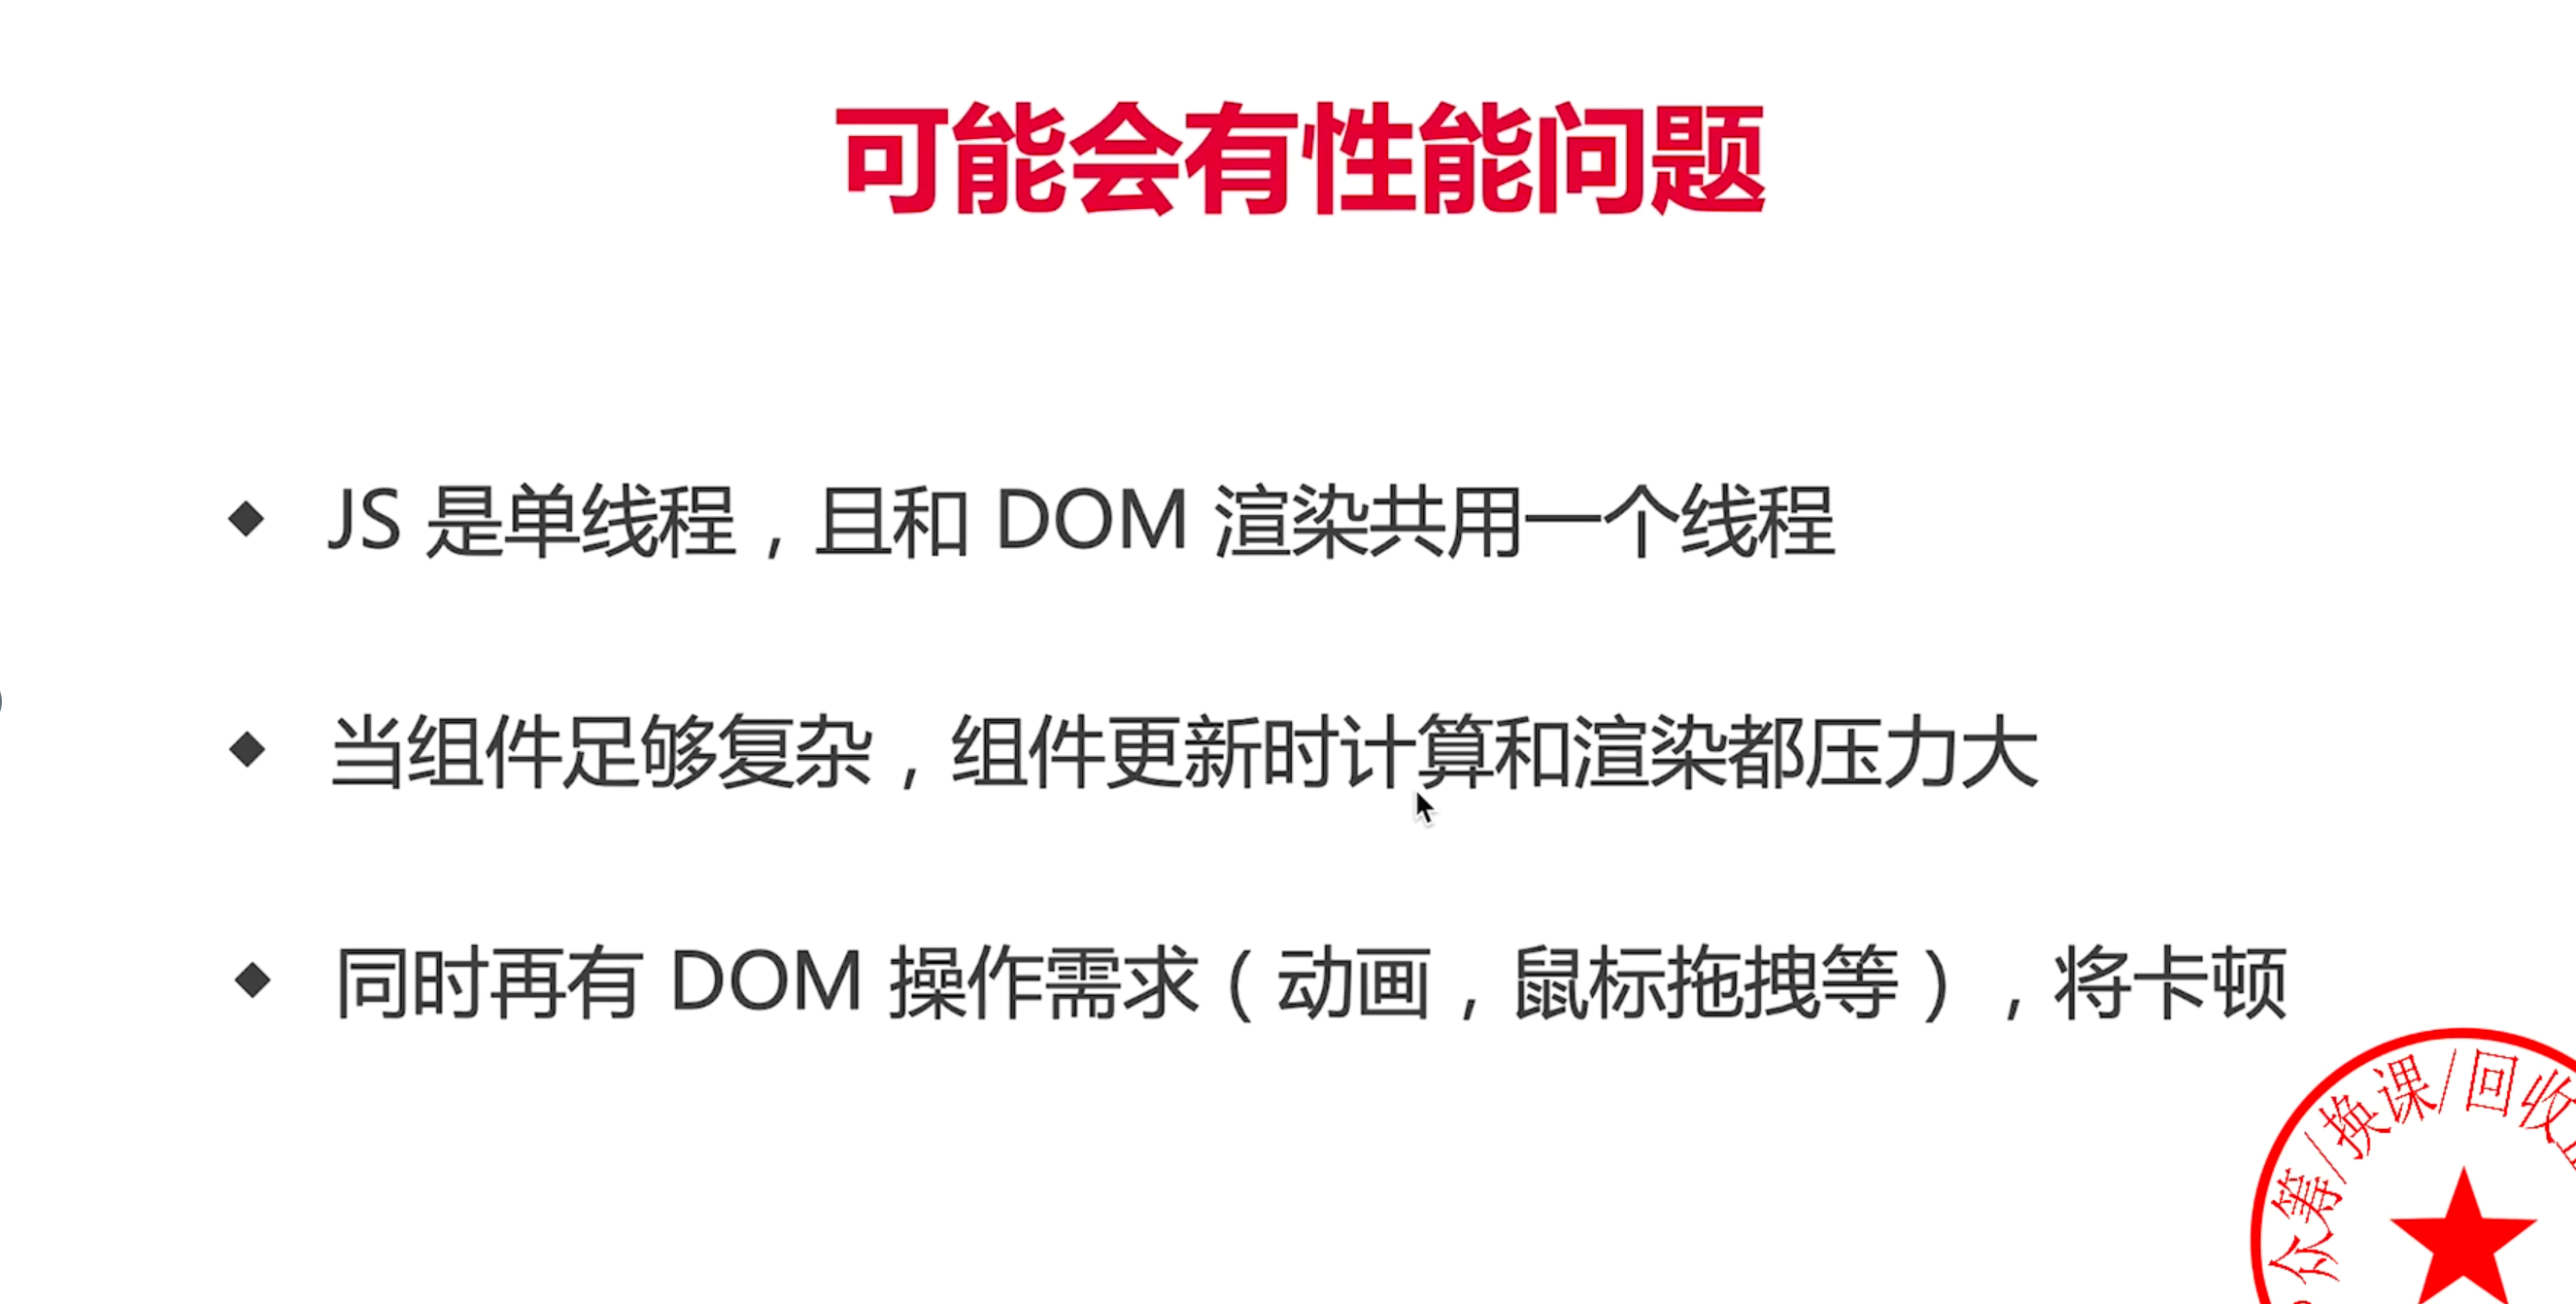 可能会有性能问题
◆ JS 是单线程，且和 DOM 渲染共用一个线程
◆ 当组件足够复杂，组件更新时计算和渲染都压力大
◆ 同时再有 DOM 操作需求（动画，鼠标拖拽等），将卡顿
众筹/换课/回收